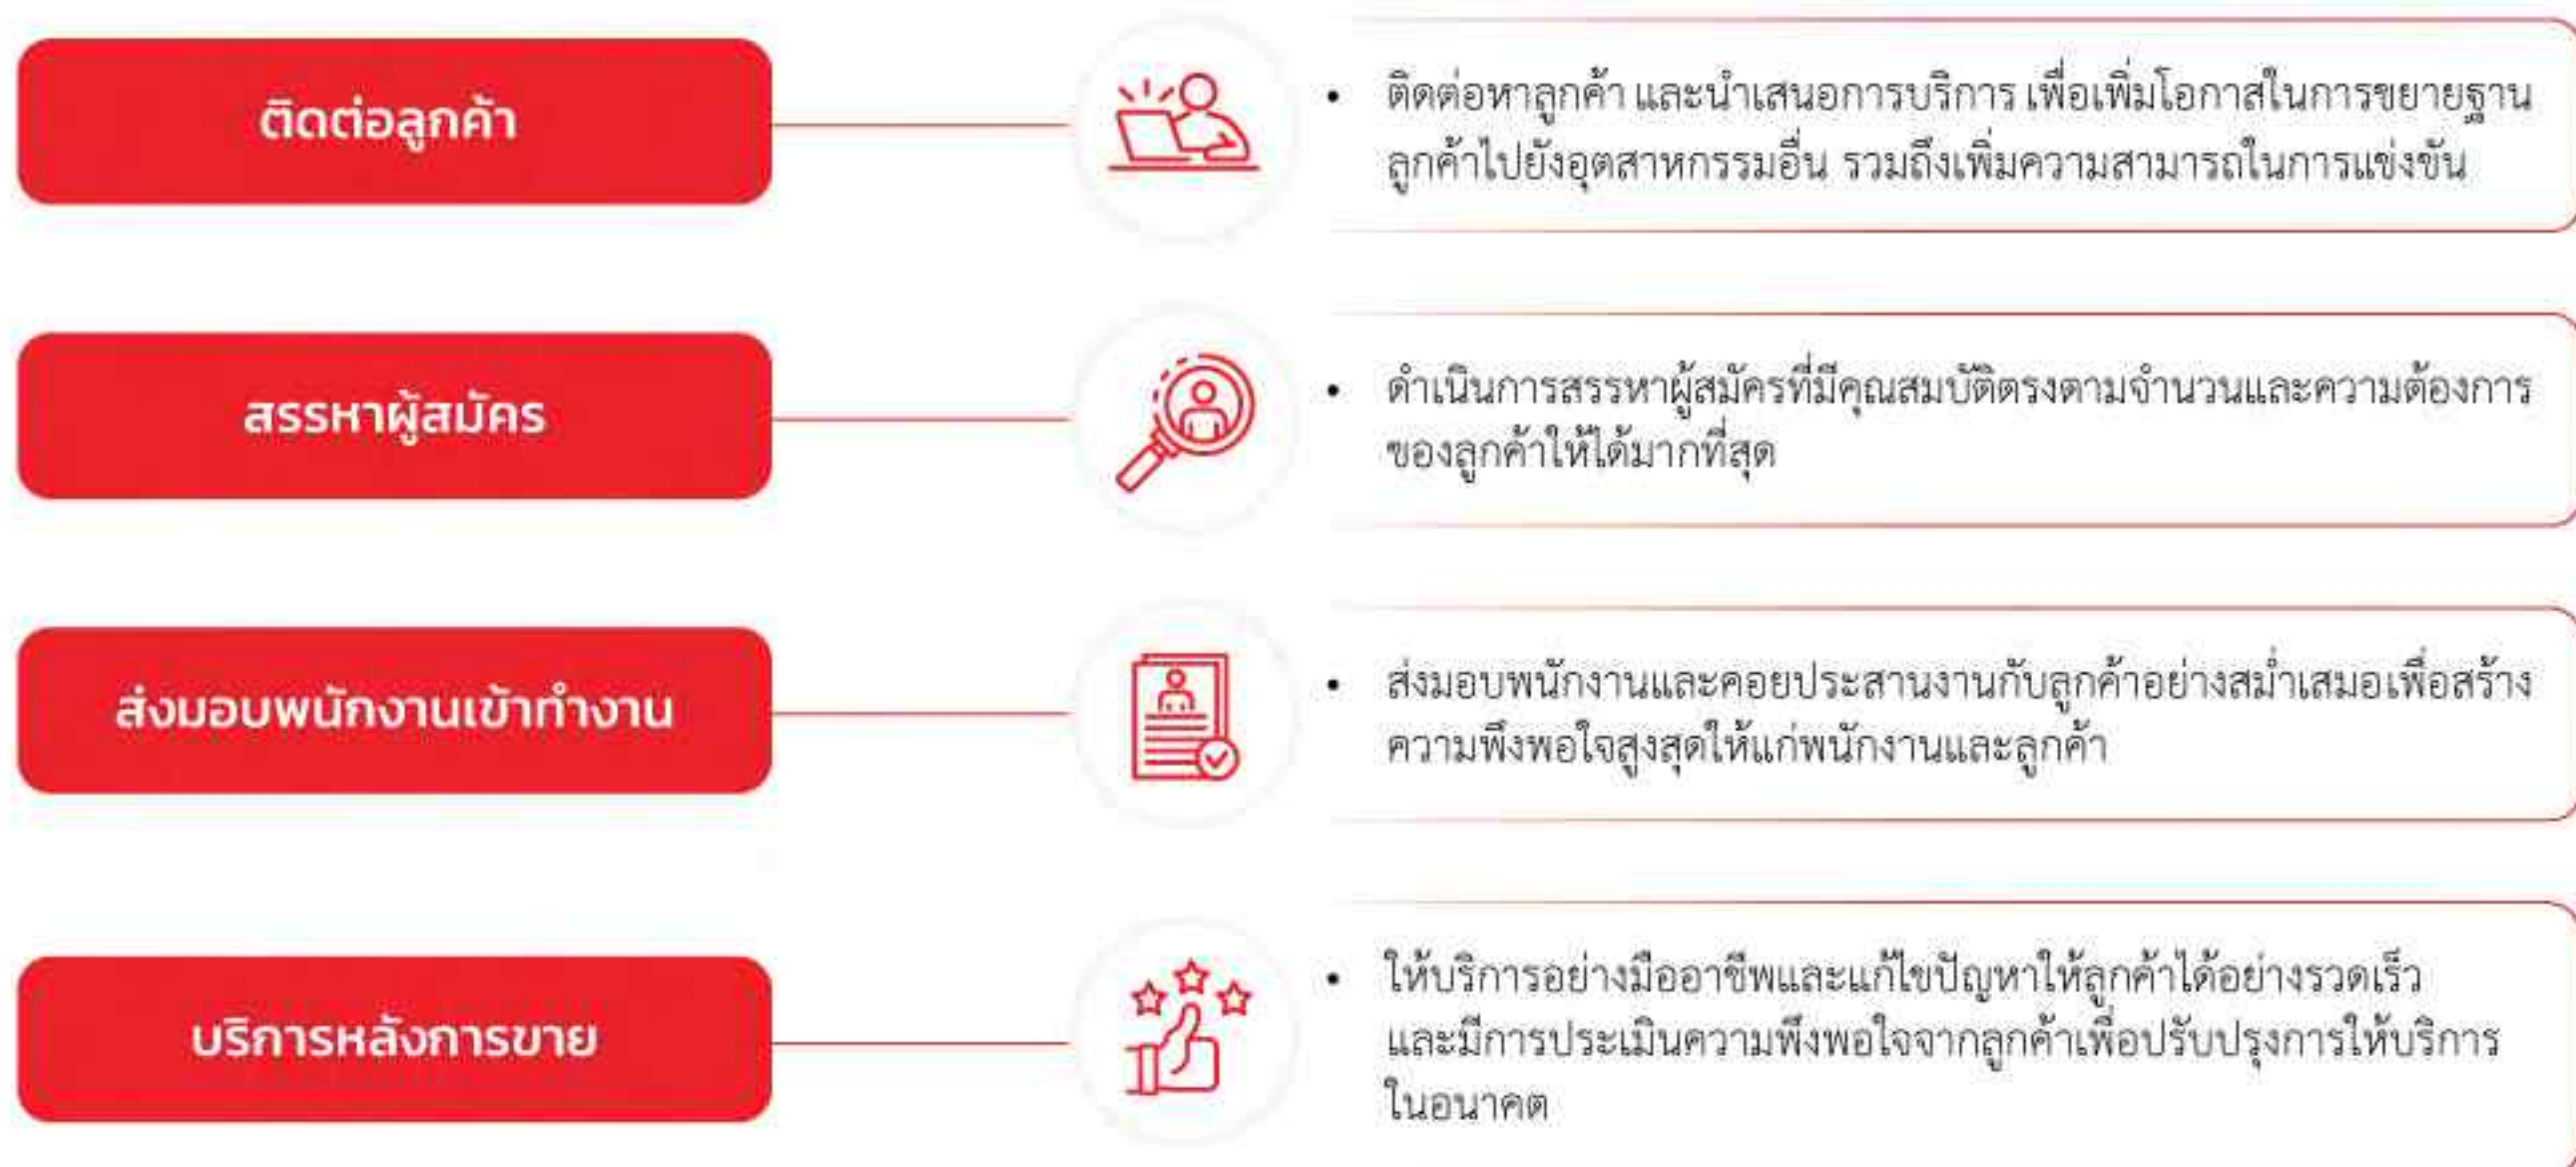 ติดต่อลูกค้า
• ติดต่อหาลูกค้า และนำเสนอการบริการ เพื่อเพิ่มโอกาสในการขยายฐาน
ลูกค้าไปยังอุตสาหกรรมอื่น รวมถึงเพิ่มความสามารถในการแข่งขัน
สรรหาผู้สมัคร
• ดำเนินการสรรหาผู้สมัครที่มีคุณสมบัติตรงตามจำนวนและความต้องการ
ของลูกค้าให้ได้มากที่สุด
ส่งมอบพนักงานเข้าทำงาน
• ส่งมอบพนักงานและคอยประสานงานกับลูกค้าอย่างสม่ำเสมอเพื่อสร้าง
ความพึงพอใจสูงสุดให้แก่พนักงานและลูกค้า
บริการหลังการขาย
• ให้บริการอย่างมืออาชีพและแก้ไขปัญหาให้ลูกค้าได้อย่างรวดเร็ว
และมีการประเมินความพึงพอใจจากลูกค้าเพื่อปรับปรุงการให้บริการ
ในอนาคต